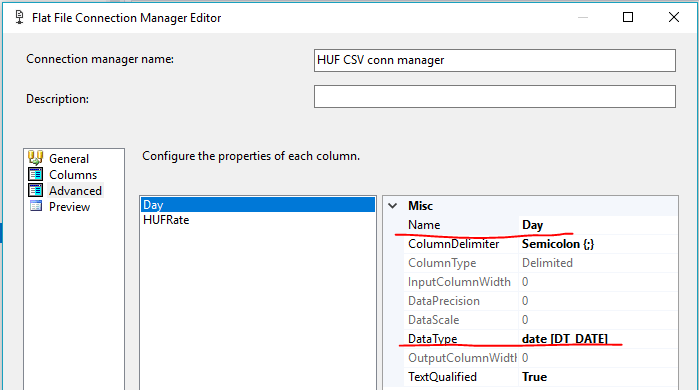 Flat File Connection Manager Editor
Connection manager name:
HUF CSV conn manager
Description:
General
Columns
Advanced
Preview
Configure the properties of each column.
Day
HUFRate
Misc
Name Day
ColumnDelimiter Semicolon {;}
ColumnType Delimited
InputColumnWidth 0
DataPrecision 0
DataScale 0
DataType date [DT_DATE]
OutputColumnWidth 0
TextQualified True